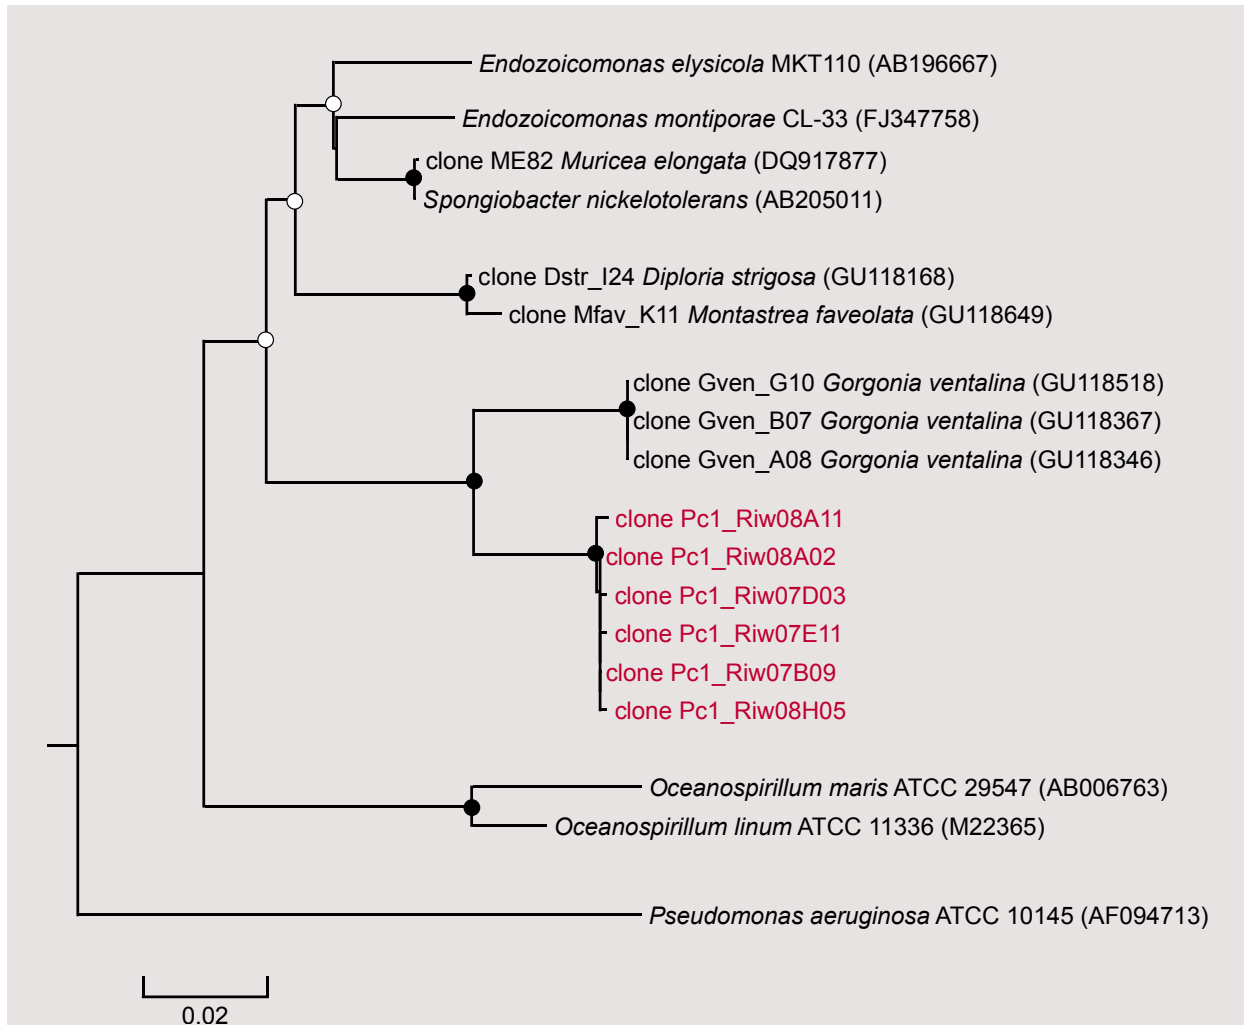 Endozoicomonas elysicola MKT110 (AB196667)
Endozoicomonas montiporae CL-33 (FJ347758)
clone ME82 Muricea elongata (DQ917877)
Spongiobacter nickelotolerans (AB205011)
clone Dstr_I24 Diploria strigosa (GU118168)
clone Mfav_K11 Montastrea faveolata (GU118649)
clone Gven_G10 Gorgonia ventalina (GU118518)
clone Gven_B07 Gorgonia ventalina (GU118367)
clone Gven_A08 Gorgonia ventalina (GU118346)
clone Pc1_Riw08A11
clone Pc1_Riw08A02
clone Pc1_Riw07D03
clone Pc1_Riw07E11
clone Pc1_Riw07B09
clone Pc1_Riw08H05
Oceanospirillum maris ATCC 29547 (AB006763)
Oceanospirillum linum ATCC 11336 (M22365)
Pseudomonas aeruginosa ATCC 10145 (AF094713)
0.02